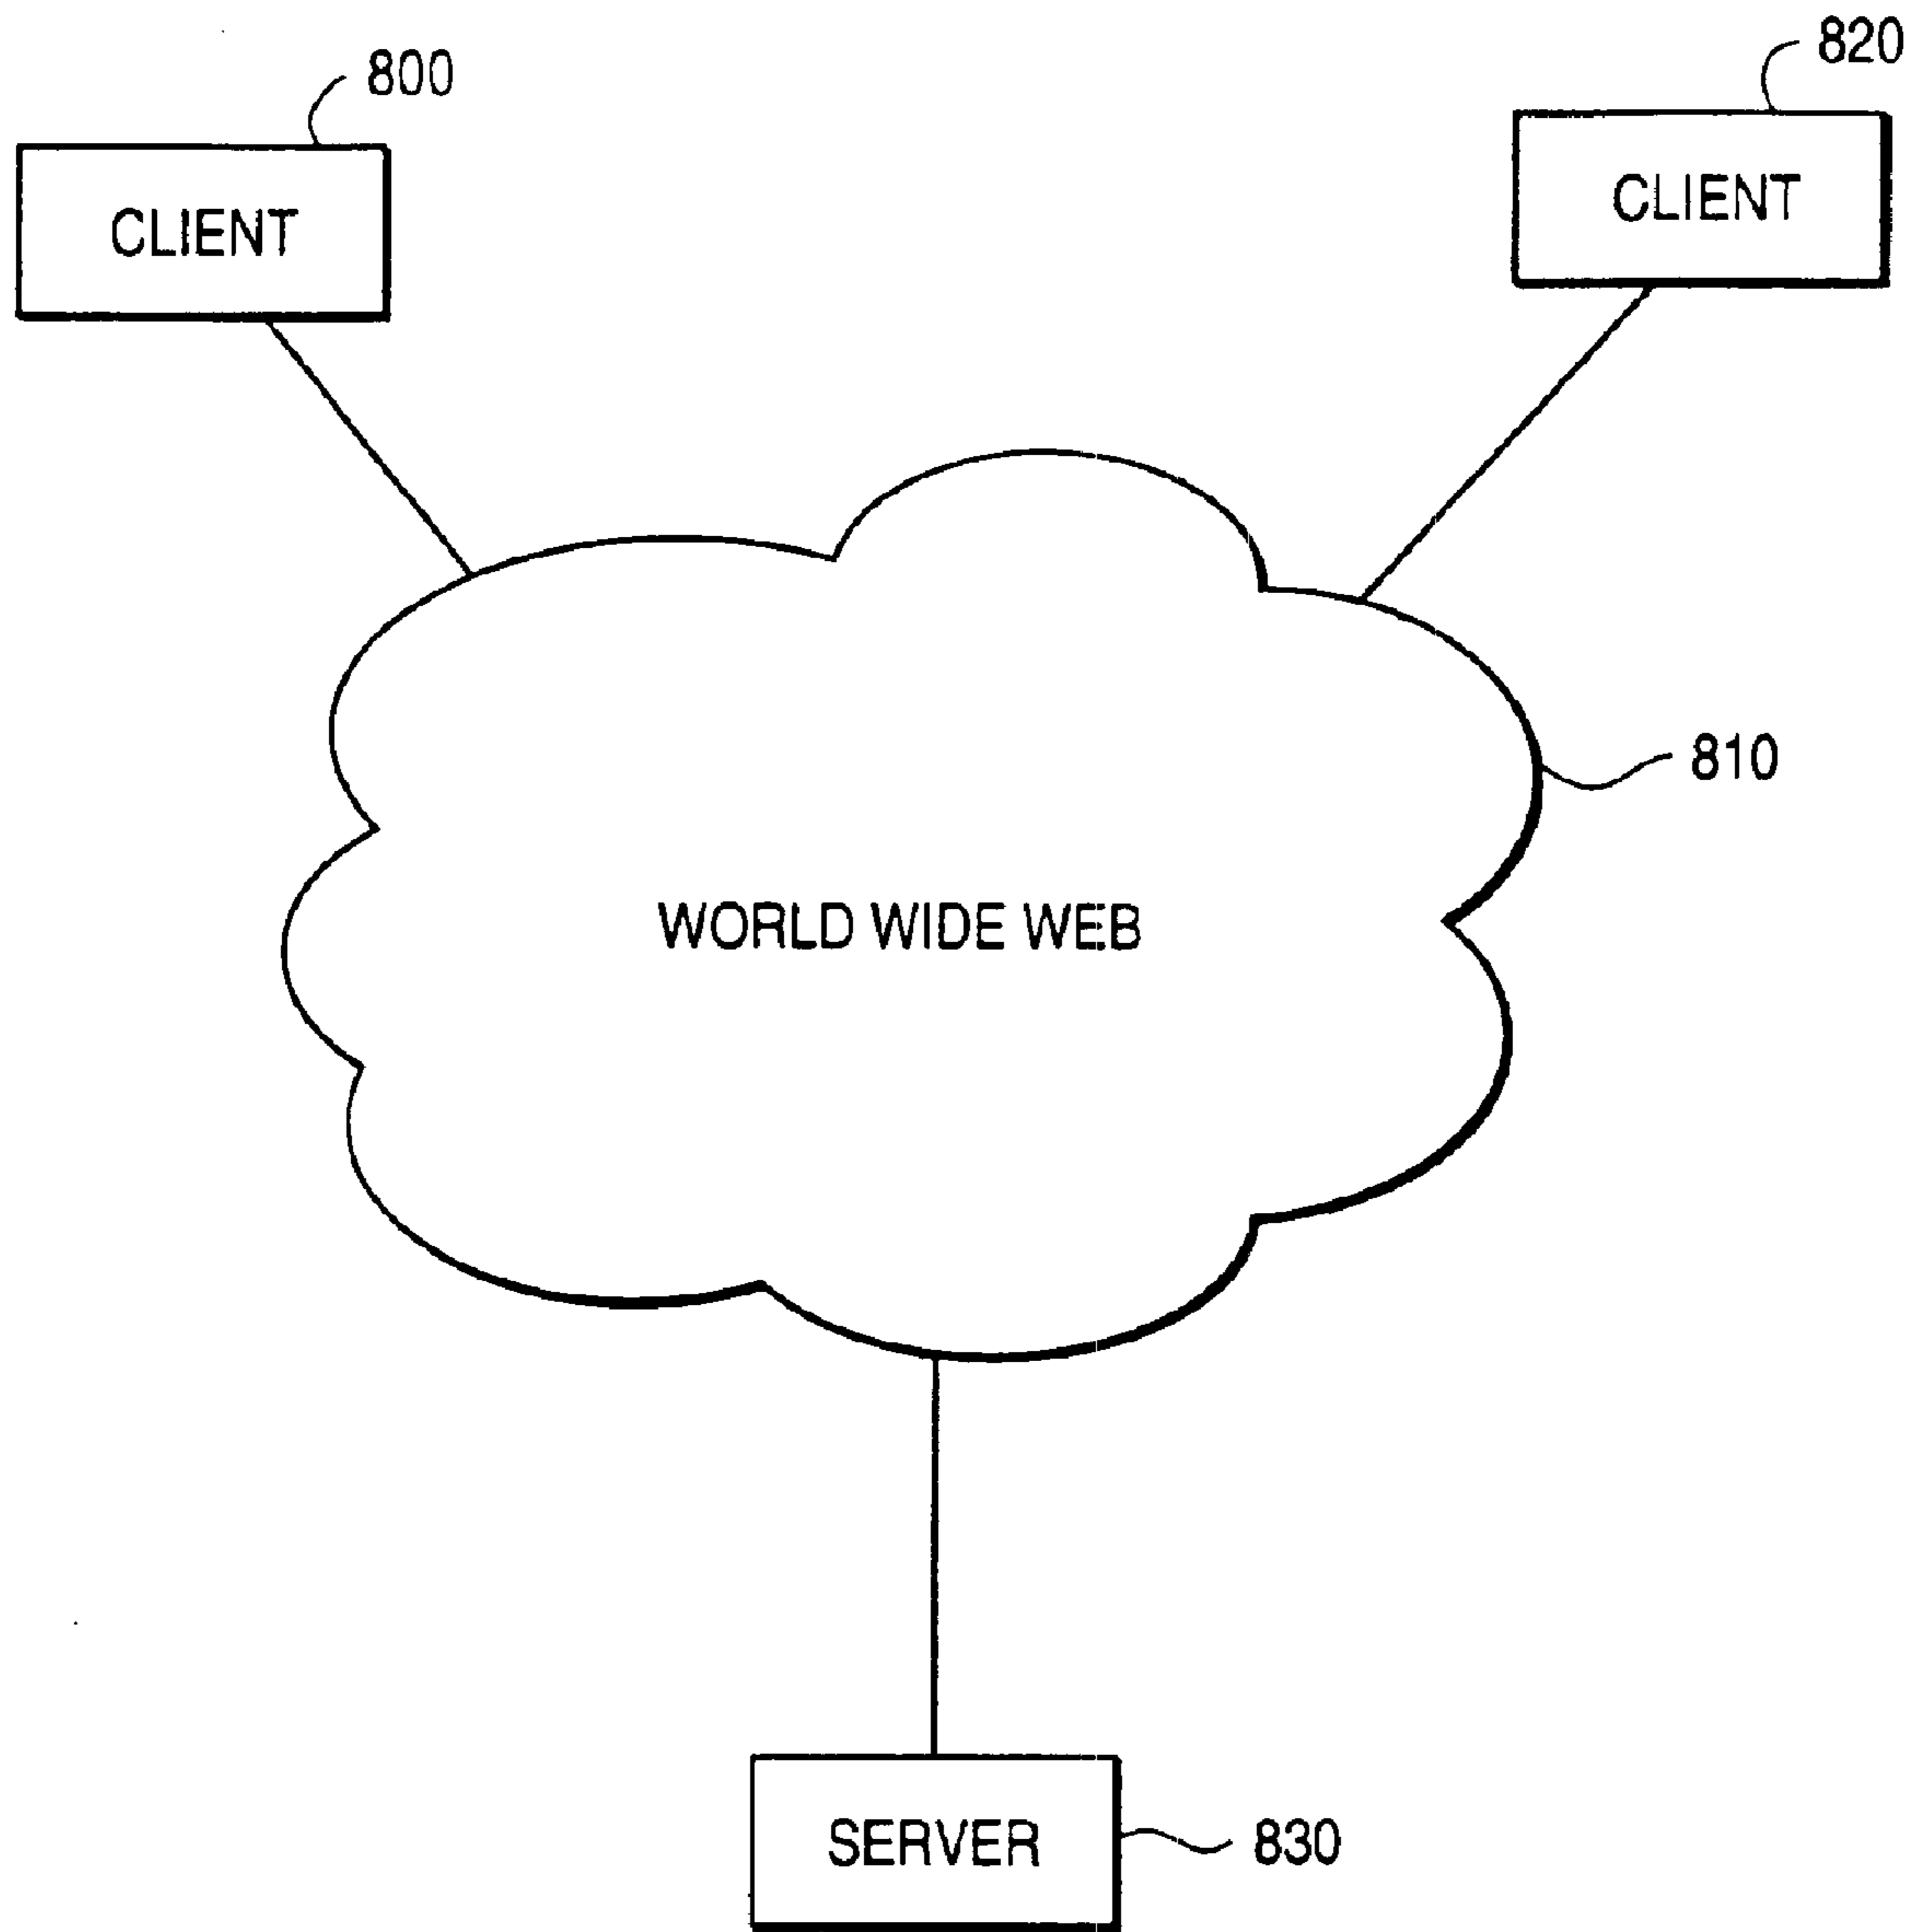 800
820
CLIENT
CLIENT
810
WORLD WIDE WEB
SERVER
830